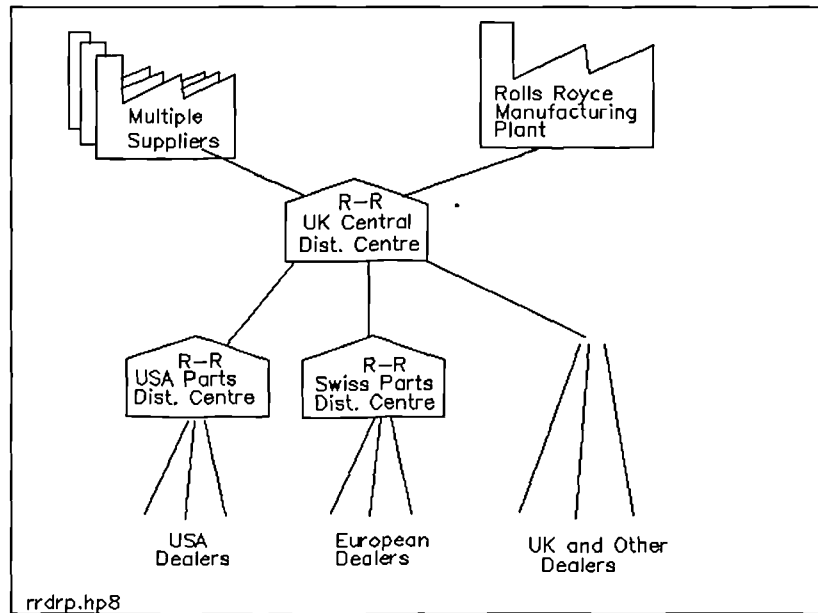 Multiple
Suppliers
Rolls Royce
Manufacturing
Plant
R-R
UK Central
Dist. Centre
R-R
USA Parts
Dist. Centre
R-R
Swiss Parts
Dist. Centre
USA
Dealers
European
Dealers
UK and Other
Dealers
rrdrp.hp8